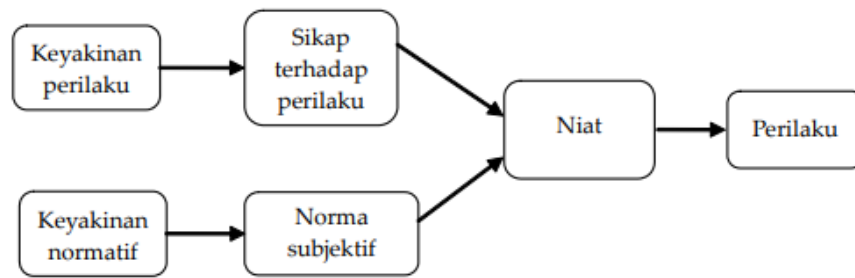 Keyakinan
perilaku
Sikap
terhadap
perilaku
Niat
Perilaku
Keyakinan
normatif
Norma
subjektif